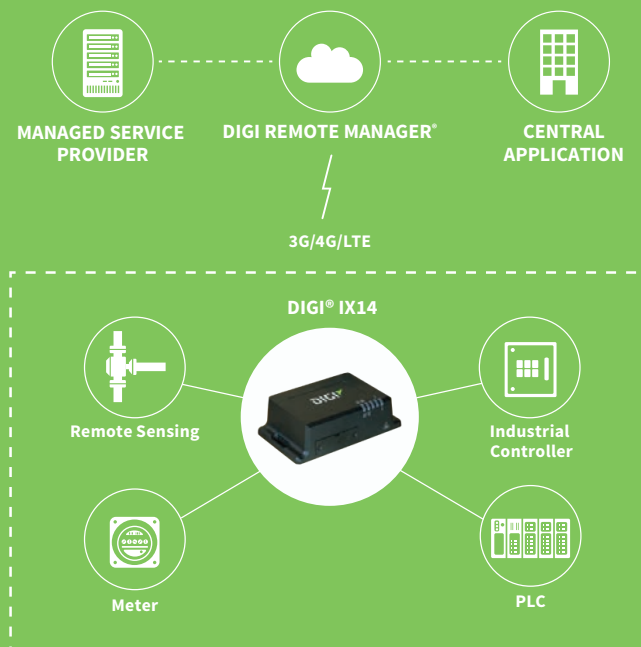 MANAGED SERVICE
PROVIDER
DIGI REMOTE MANAGER®
CENTRAL
APPLICATION
3G/4G/LTE
DIGI® IX14
DIGI
Remote Sensing
Industrial
Controller
Meter
PLC